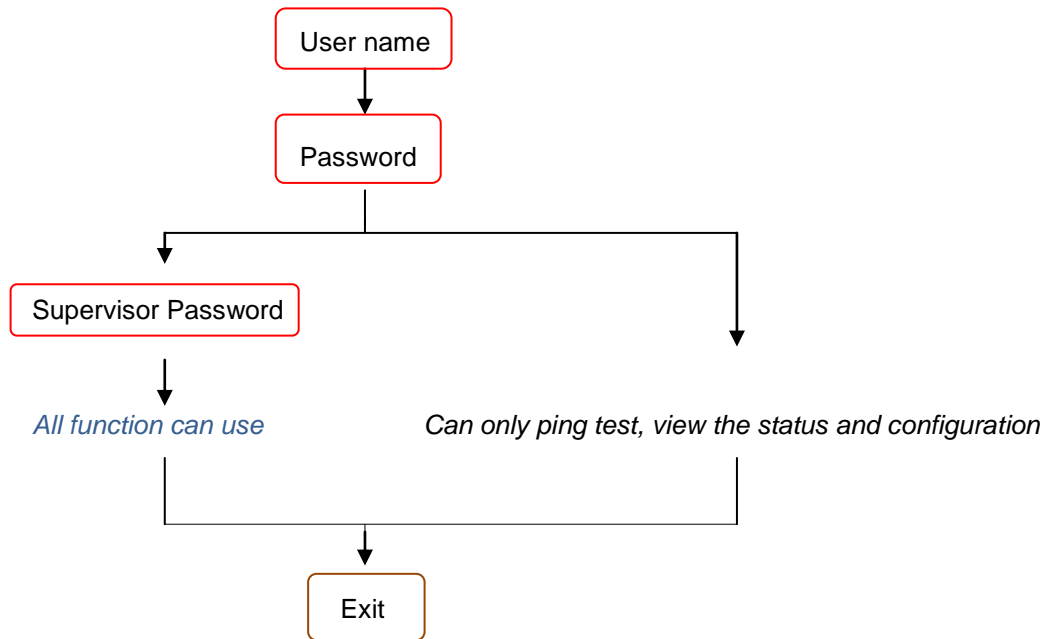 User name
Password
Supervisor Password
All function can use
Can only ping test, view the status and configuration
Exit